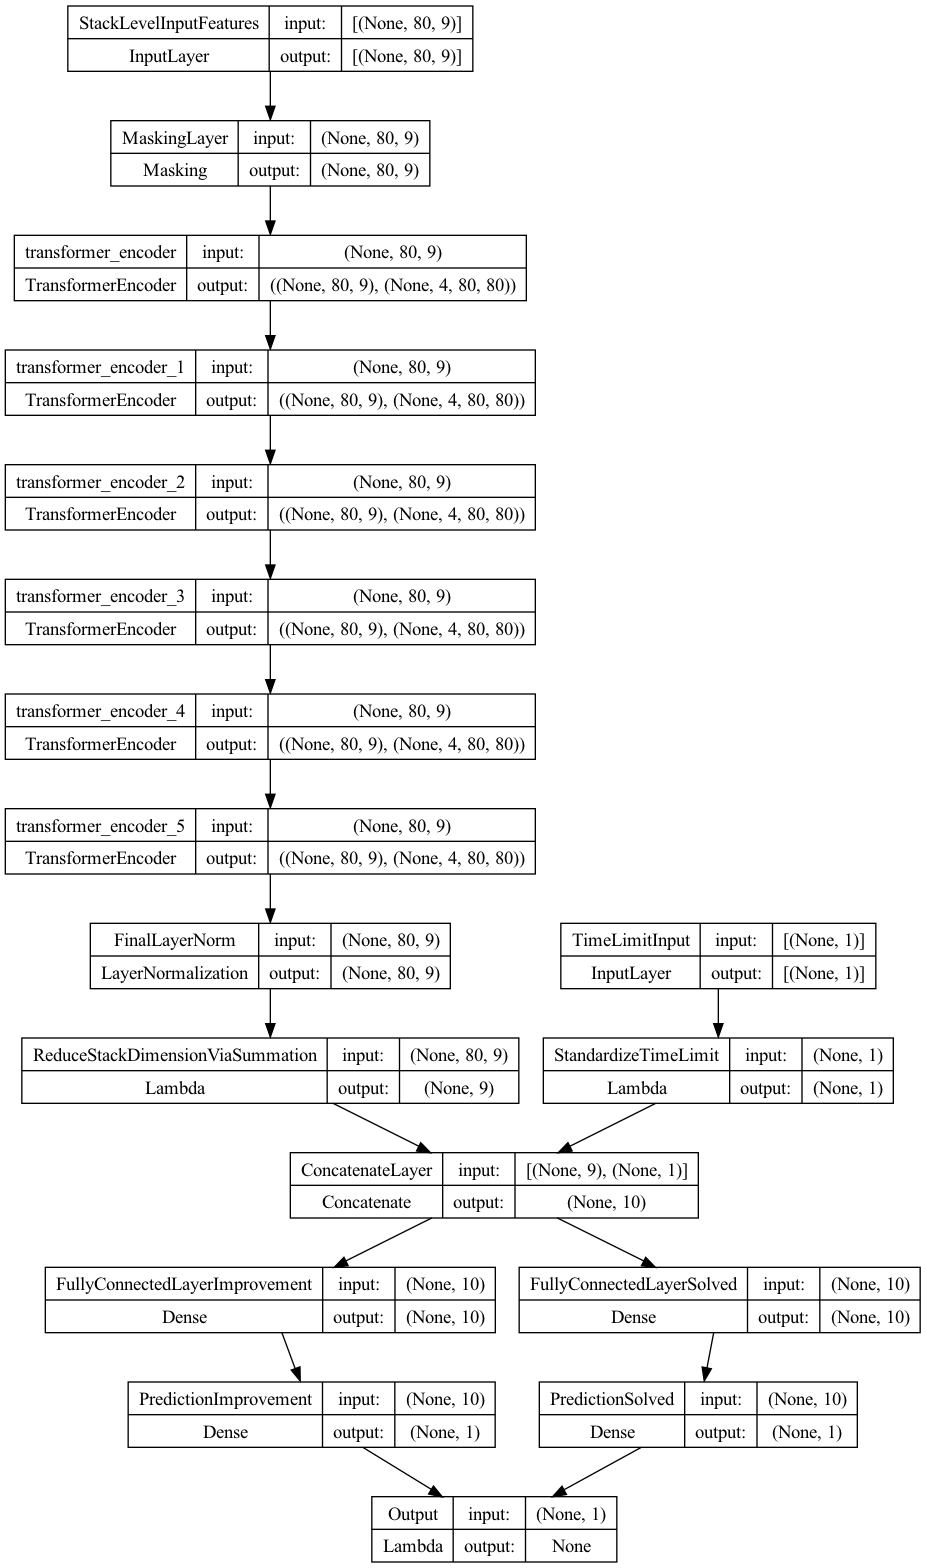 StackLevelInputFeatures input: [(None, 80, 9)]
InputLayer output: [(None, 80, 9)]
MaskingLayer input: (None, 80, 9)
Masking output: (None, 80, 9)
transformer_encoder input: (None, 80, 9)
TransformerEncoder output: ((None, 80, 9), (None, 4, 80, 80))
transformer_encoder_1 input: (None, 80, 9)
TransformerEncoder output: ((None, 80, 9), (None, 4, 80, 80))
transformer_encoder_2 input: (None, 80, 9)
TransformerEncoder output: ((None, 80, 9), (None, 4, 80, 80))
transformer_encoder_3 input: (None, 80, 9)
TransformerEncoder output: ((None, 80, 9), (None, 4, 80, 80))
transformer_encoder_4 input: (None, 80, 9)
TransformerEncoder output: ((None, 80, 9), (None, 4, 80, 80))
transformer_encoder_5 input: (None, 80, 9)
TransformerEncoder output: ((None, 80, 9), (None, 4, 80, 80))
FinalLayerNorm input: (None, 80, 9)
LayerNormalization output: (None, 80, 9)
TimeLimitInput input: [(None, 1)]
InputLayer output: [(None, 1)]
ReduceStackDimensionViaSummation input: (None, 80, 9)
Lambda output: (None, 9)
StandardizeTimeLimit input: (None, 1)
Lambda output: (None, 1)
ConcatenateLayer input: [(None, 9), (None, 1)]
Concatenate output: (None, 10)
FullyConnectedLayerImprovement input: (None, 10)
Dense output: (None, 10)
FullyConnectedLayerSolved input: (None, 10)
Dense output: (None, 10)
PredictionImprovement input: (None, 10)
Dense output: (None, 1)
PredictionSolved input: (None, 10)
Dense output: (None, 1)
Output input: (None, 1)
Lambda output: None